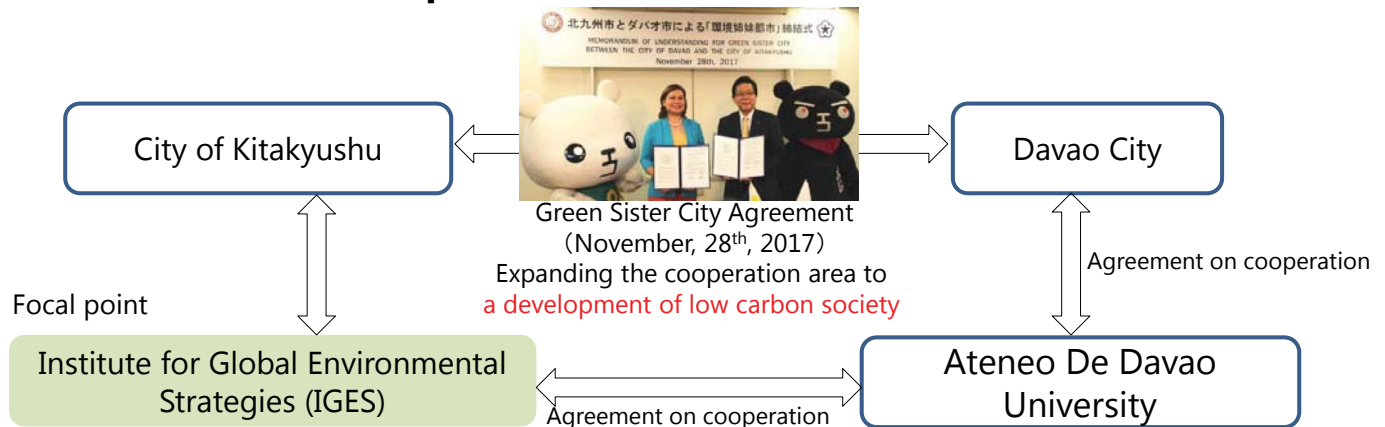 北九州市とダバオ市による「環境姉妹都市」締結式
MEMORANDUM OF UNDERSTANDING FOR GREEN SISTER CITY
BETWEEN THE CITY OF DAVAO AND THE CITY OF KITAKYUSHU
November 28th, 2017
City of Kitakyushu
Davao City
Green Sister City Agreement
(November, 28th, 2017)
Expanding the cooperation area to
a development of low carbon society
Agreement on cooperation
Focal point
Institute for Global Environmental
Strategies (IGES)
Agreement on cooperation
Ateneo De Davao
University